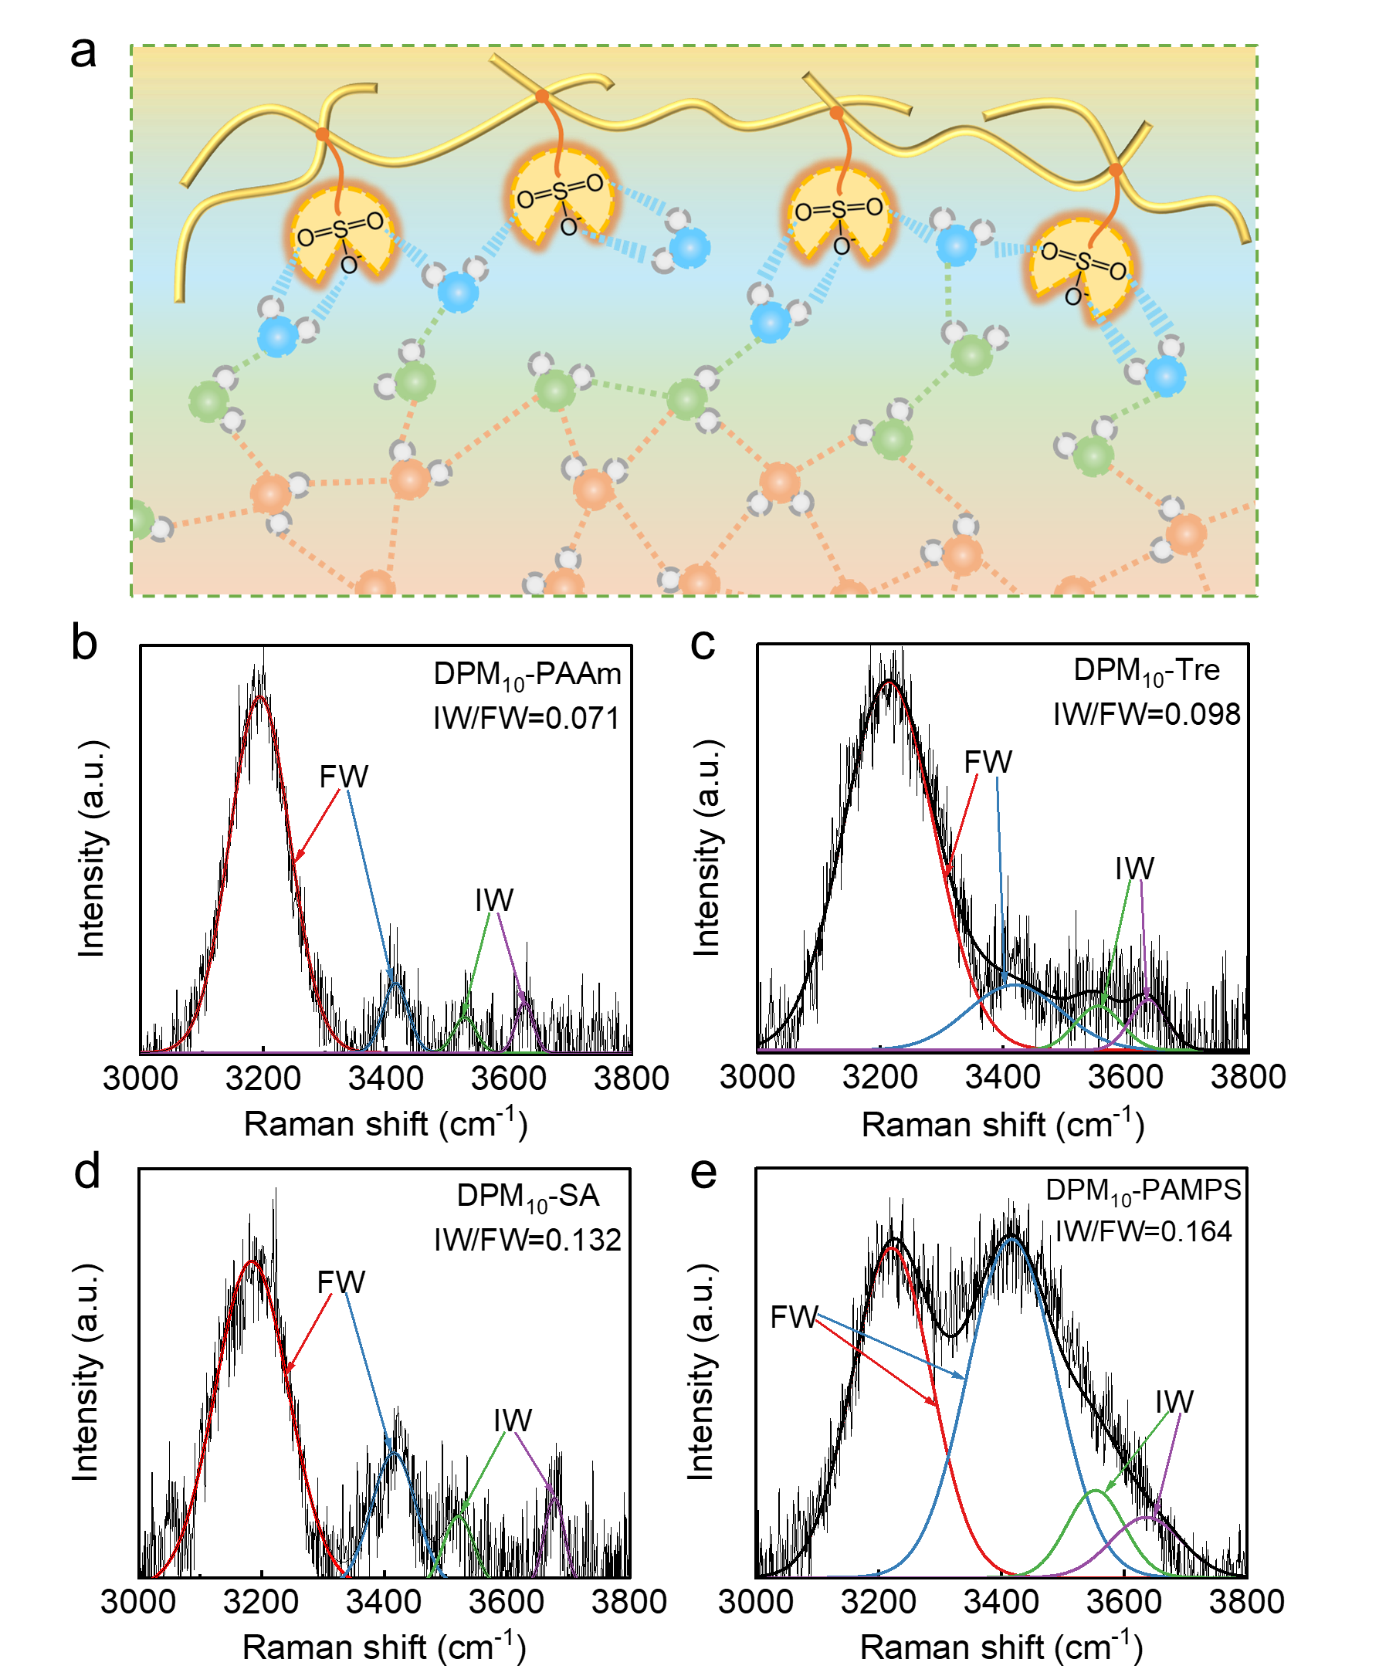 a
O=S=O
O⁻
O=S=O
O⁻
O=S=O
O⁻
O=S=O
O⁻
b
DPM₁₀-PAAm
IW/FW=0.071
FW
IW
Intensity (a.u.)
3000 3200 3400 3600 3800
Raman shift (cm⁻¹)
c
DPM₁₀-Tre
IW/FW=0.098
FW
IW
Intensity (a.u.)
3000 3200 3400 3600 3800
Raman shift (cm⁻¹)
d
DPM₁₀-SA
IW/FW=0.132
FW
IW
Intensity (a.u.)
3000 3200 3400 3600 3800
Raman shift (cm⁻¹)
e
DPM₁₀-PAMPS
IW/FW=0.164
FW
IW
Intensity (a.u.)
3000 3200 3400 3600 3800
Raman shift (cm⁻¹)